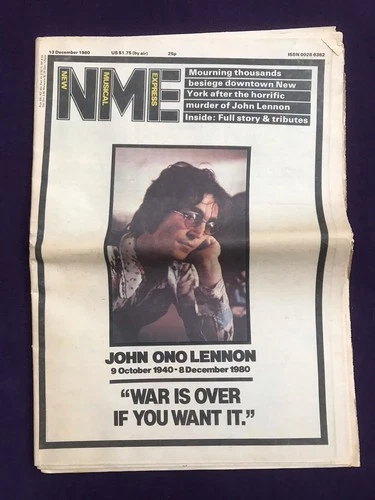 13 December 1980 US $1.75 (by air) 25p ISSN 0028 6362
NEW
MUSICAL
EXPRESS
NME
Mourning thousands
besiege downtown New
York after the horrific
murder of John Lennon
Inside: Full story & tributes
JOHN ONO LENNON
9 October 1940-8 December 1980
“WAR IS OVER
IF YOU WANT IT.”